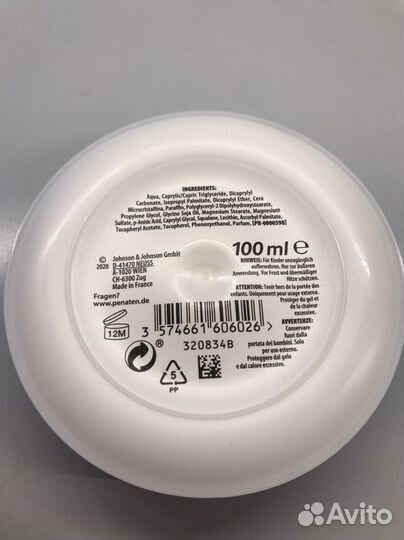 INGREDIENTS:
Aqua, Caprylic/Capric Triglyceride, Dicaprylyl
Carbonate, Isopropyl Palmitate, Dicaprylyl Ether, Cera
Microcristallina, Paraffin, Polyglyceryl-2 Dipolyhydroxystearate,
Propylene Glycol, Glycine Soja Oil, Magnesium Stearate, Magnesium
Sulfate, p-Anisic Acid, Caprylyl Glycol, Squalane, Lecithin, Ascorbyl Palmitate,
Tocopheryl Acetate, Tocopherol, Phenoxyethanol, Parfum. [PR-0000598]
100 ml ℮
© Johnson & Johnson GmbH
2020 D-41470 NEUSS
A-1020 WIEN
CH-6300 Zug
Made in France
Fragen?
www.penaten.de
HINWEIS: Für Kinder unzugänglich
aufbewahren. Nur zur äußeren
Anwendung. Vor Frost und übermäßiger
Hitze schützen.
ATTENTION: Tenir hors de la portée des
enfants. Uniquement pour usage externe.
Protéger du gel et
de la chaleur
excessive.
AVVERTENZE:
Conservare
fuori dalla
portata dei bambini. Solo
per uso esterno.
Proteggere dal gelo
e dal calore eccessivo.
12M
3 574661 606026 >
320834B
5
PP
Avito